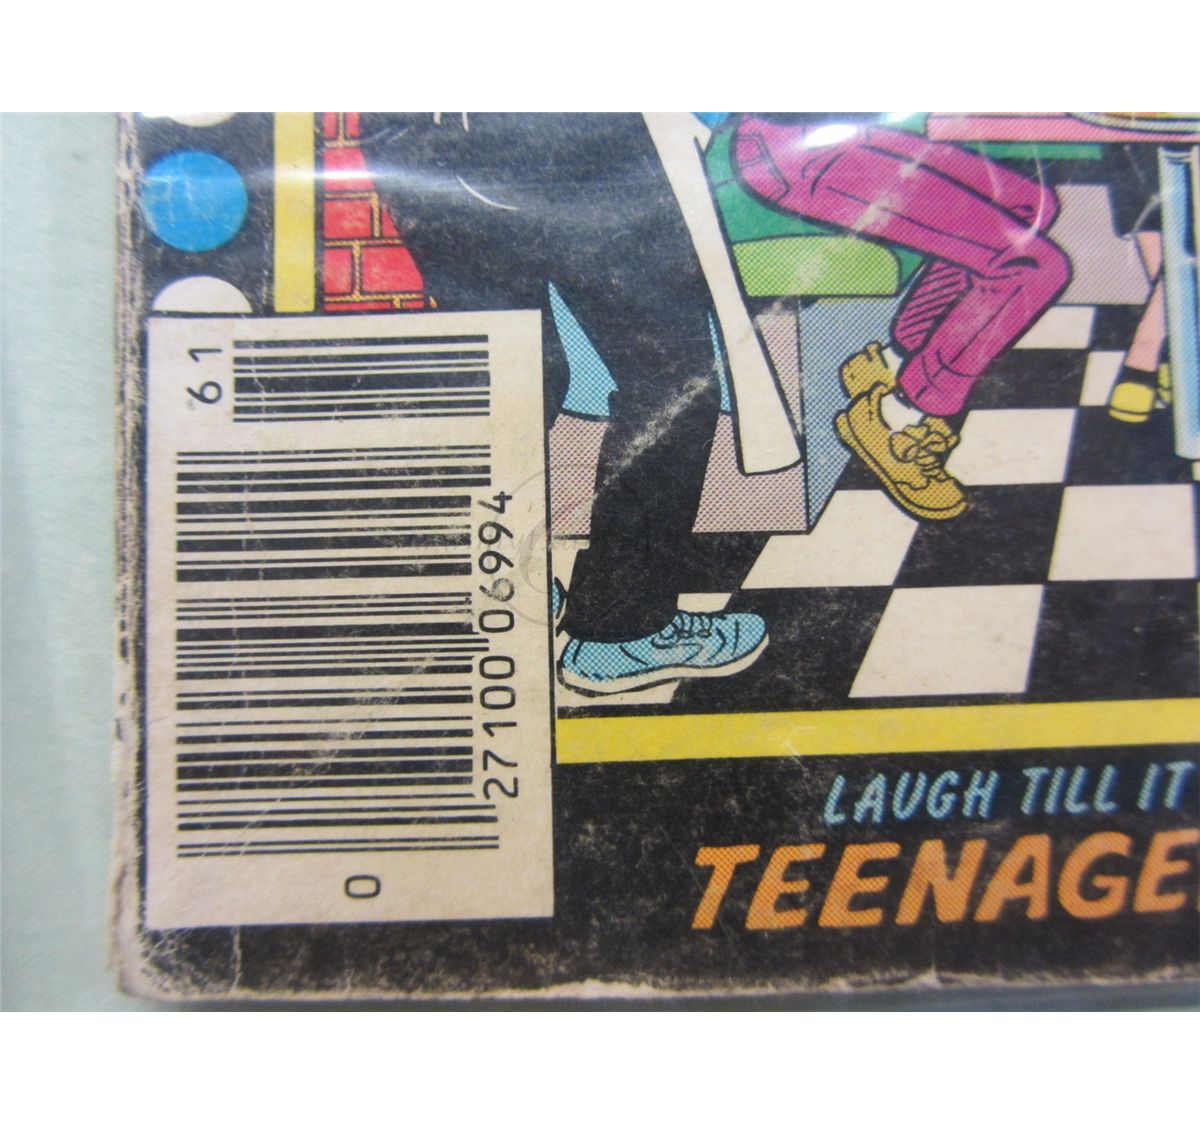 61
0 27100 06994
LAUGH TILL IT
TEENAGE